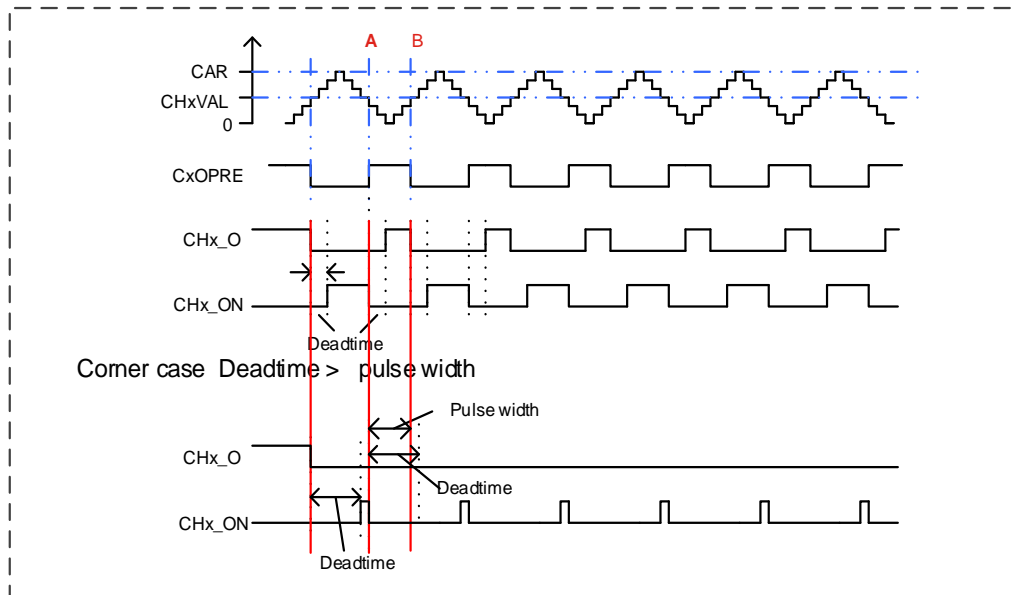 A B
CAR
CHxVAL
0
CxOPRE
CHx_O
CHx_ON
Deadtime
Corner case Deadtime > pulse width
Pulse width
CHx_O
Deadtime
CHx_ON
Deadtime